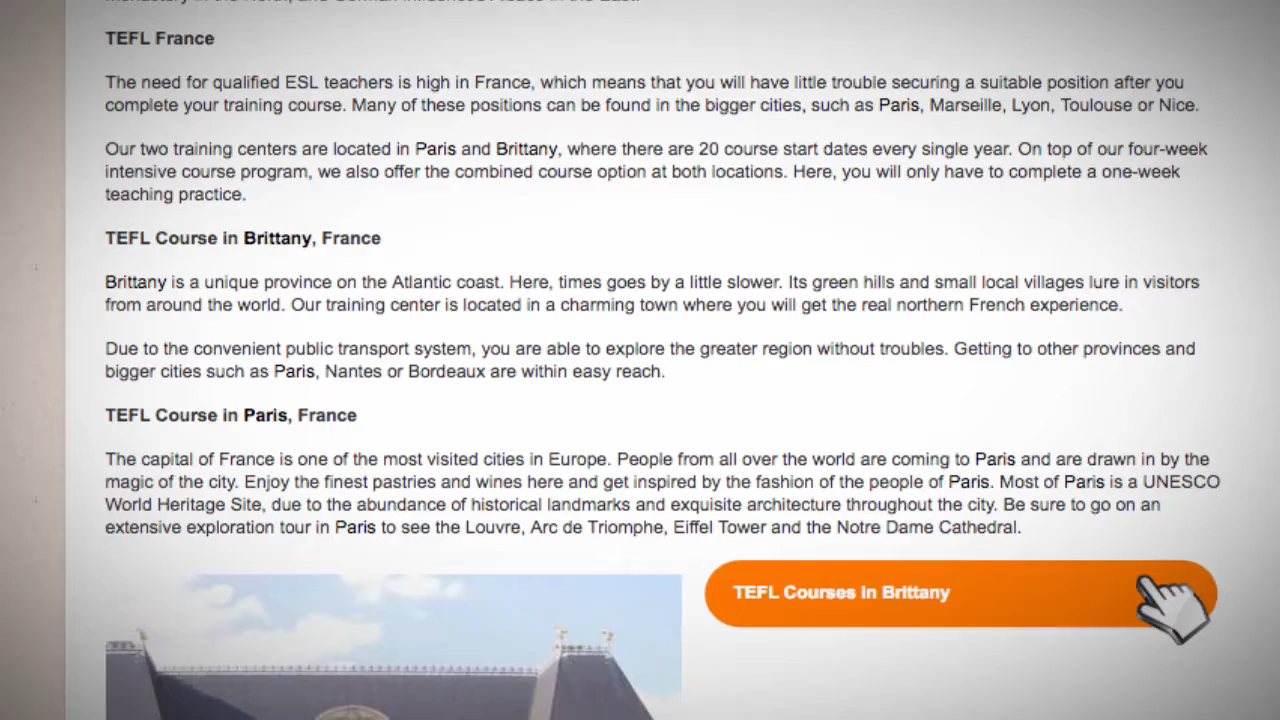 TEFL France
The need for qualified ESL teachers is high in France, which means that you will have little trouble securing a suitable position after you
complete your training course. Many of these positions can be found in the bigger cities, such as Paris, Marseille, Lyon, Toulouse or Nice.
Our two training centers are located in Paris and Brittany, where there are 20 course start dates every single year. On top of our four-week
intensive course program, we also offer the combined course option at both locations. Here, you will only have to complete a one-week
teaching practice.
TEFL Course in Brittany, France
Brittany is a unique province on the Atlantic coast. Here, times goes by a little slower. Its green hills and small local villages lure in visitors
from around the world. Our training center is located in a charming town where you will get the real northern French experience.
Due to the convenient public transport system, you are able to explore the greater region without troubles. Getting to other provinces and
bigger cities such as Paris, Nantes or Bordeaux are within easy reach.
TEFL Course in Paris, France
The capital of France is one of the most visited cities in Europe. People from all over the world are coming to Paris and are drawn in by the
magic of the city. Enjoy the finest pastries and wines here and get inspired by the fashion of the people of Paris. Most of Paris is a UNESCO
World Heritage Site, due to the abundance of historical landmarks and exquisite architecture throughout the city. Be sure to go on an
extensive exploration tour in Paris to see the Louvre, Arc de Triomphe, Eiffel Tower and the Notre Dame Cathedral.
TEFL Courses in Brittany